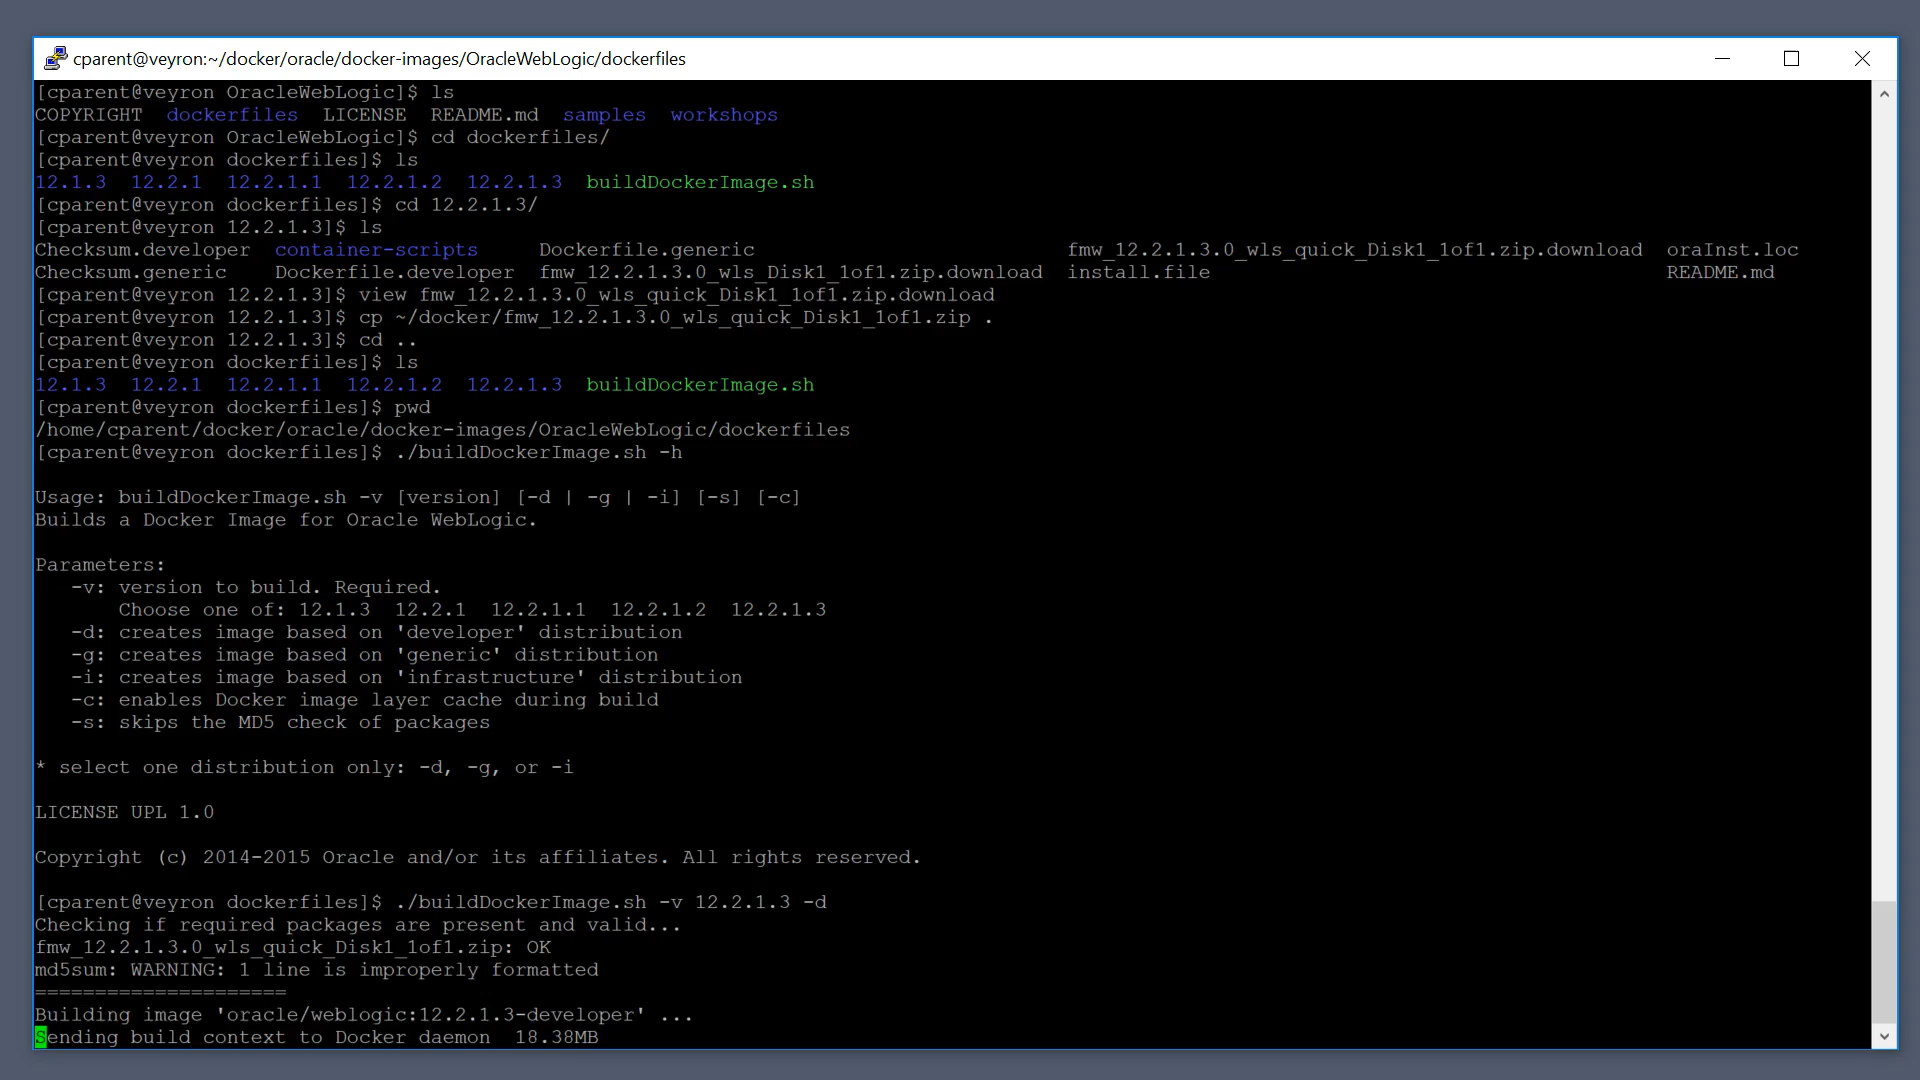 cparent@veyron:~/docker/oracle/docker-images/OracleWebLogic/dockerfiles
[cparent@veyron OracleWebLogic]$ ls
COPYRIGHT  dockerfiles  LICENSE  README.md  samples  workshops
[cparent@veyron OracleWebLogic]$ cd dockerfiles/
[cparent@veyron dockerfiles]$ ls
12.1.3  12.2.1  12.2.1.1  12.2.1.2  12.2.1.3  buildDockerImage.sh
[cparent@veyron dockerfiles]$ cd 12.2.1.3/
[cparent@veyron 12.2.1.3]$ ls
Checksum.developer  container-scripts     Dockerfile.generic                          fmw_12.2.1.3.0_wls_quick_Disk1_1of1.zip.download  oraInst.loc
Checksum.generic    Dockerfile.developer  fmw_12.2.1.3.0_wls_Disk1_1of1.zip.download  install.file                                      README.md
[cparent@veyron 12.2.1.3]$ view fmw_12.2.1.3.0_wls_quick_Disk1_1of1.zip.download
[cparent@veyron 12.2.1.3]$ cp ~/docker/fmw_12.2.1.3.0_wls_quick_Disk1_1of1.zip .
[cparent@veyron 12.2.1.3]$ cd ..
[cparent@veyron dockerfiles]$ ls
12.1.3  12.2.1  12.2.1.1  12.2.1.2  12.2.1.3  buildDockerImage.sh
[cparent@veyron dockerfiles]$ pwd
/home/cparent/docker/oracle/docker-images/OracleWebLogic/dockerfiles
[cparent@veyron dockerfiles]$ ./buildDockerImage.sh -h
Usage: buildDockerImage.sh -v [version] [-d | -g | -i] [-s] [-c]
Builds a Docker Image for Oracle WebLogic.
Parameters:
   -v: version to build. Required.
       Choose one of: 12.1.3  12.2.1  12.2.1.1  12.2.1.2  12.2.1.3
   -d: creates image based on 'developer' distribution
   -g: creates image based on 'generic' distribution
   -i: creates image based on 'infrastructure' distribution
   -c: enables Docker image layer cache during build
   -s: skips the MD5 check of packages
* select one distribution only: -d, -g, or -i
LICENSE UPL 1.0
Copyright (c) 2014-2015 Oracle and/or its affiliates. All rights reserved.
[cparent@veyron dockerfiles]$ ./buildDockerImage.sh -v 12.2.1.3 -d
Checking if required packages are present and valid...
fmw_12.2.1.3.0_wls_quick_Disk1_1of1.zip: OK
md5sum: WARNING: 1 line is improperly formatted
=====================
Building image 'oracle/weblogic:12.2.1.3-developer' ...
Sending build context to Docker daemon  18.38MB